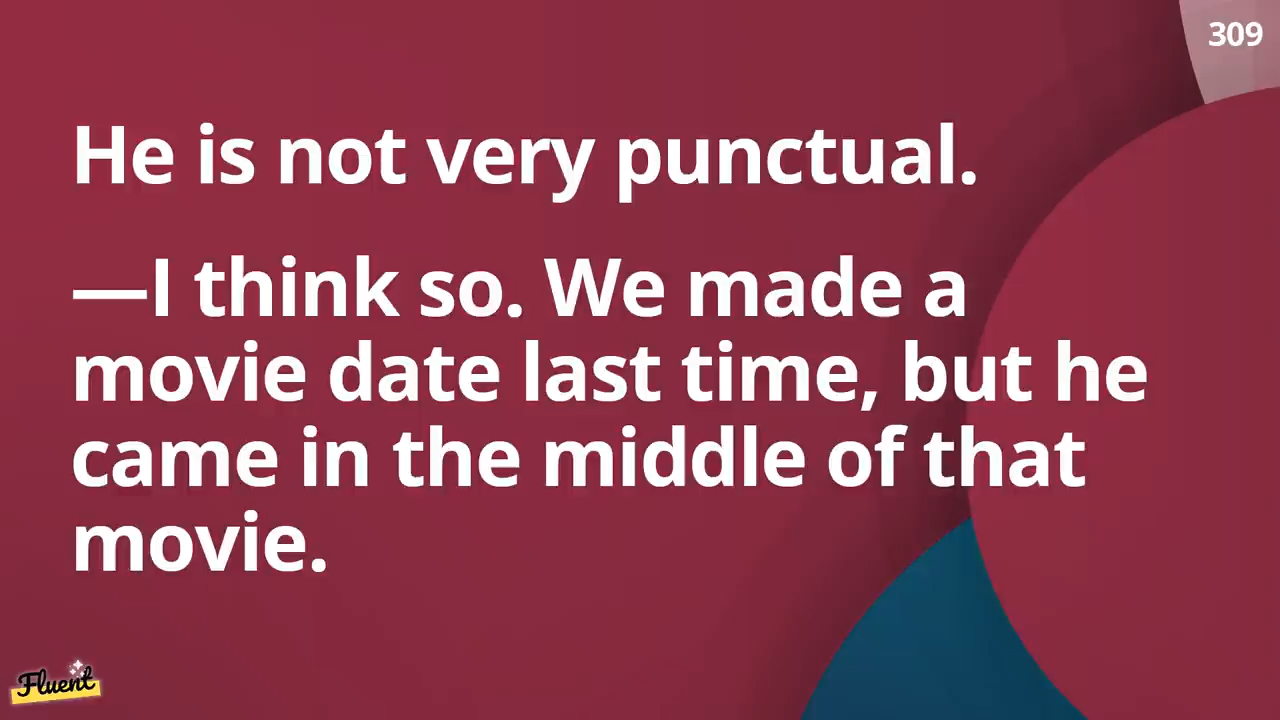 309
He is not very punctual.
—I think so. We made a
movie date last time, but he
came in the middle of that
movie.
Fluent